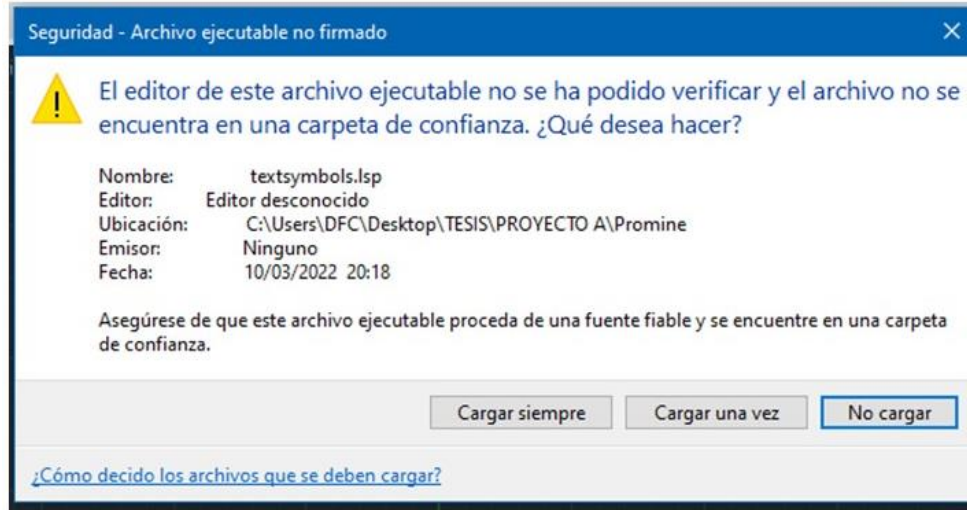 Seguridad - Archivo ejecutable no firmado
El editor de este archivo ejecutable no se ha podido verificar y el archivo no se
encuentra en una carpeta de confianza. ¿Qué desea hacer?
Nombre: textsymbols.lsp
Editor: Editor desconocido
Ubicación: C:\Users\DFC\Desktop\TESIS\PROYECTO A\Promine
Emisor: Ninguno
Fecha: 10/03/2022 20:18
Asegúrese de que este archivo ejecutable proceda de una fuente fiable y se encuentre en una carpeta
de confianza.
Cargar siempre Cargar una vez No cargar
¿Cómo decido los archivos que se deben cargar?